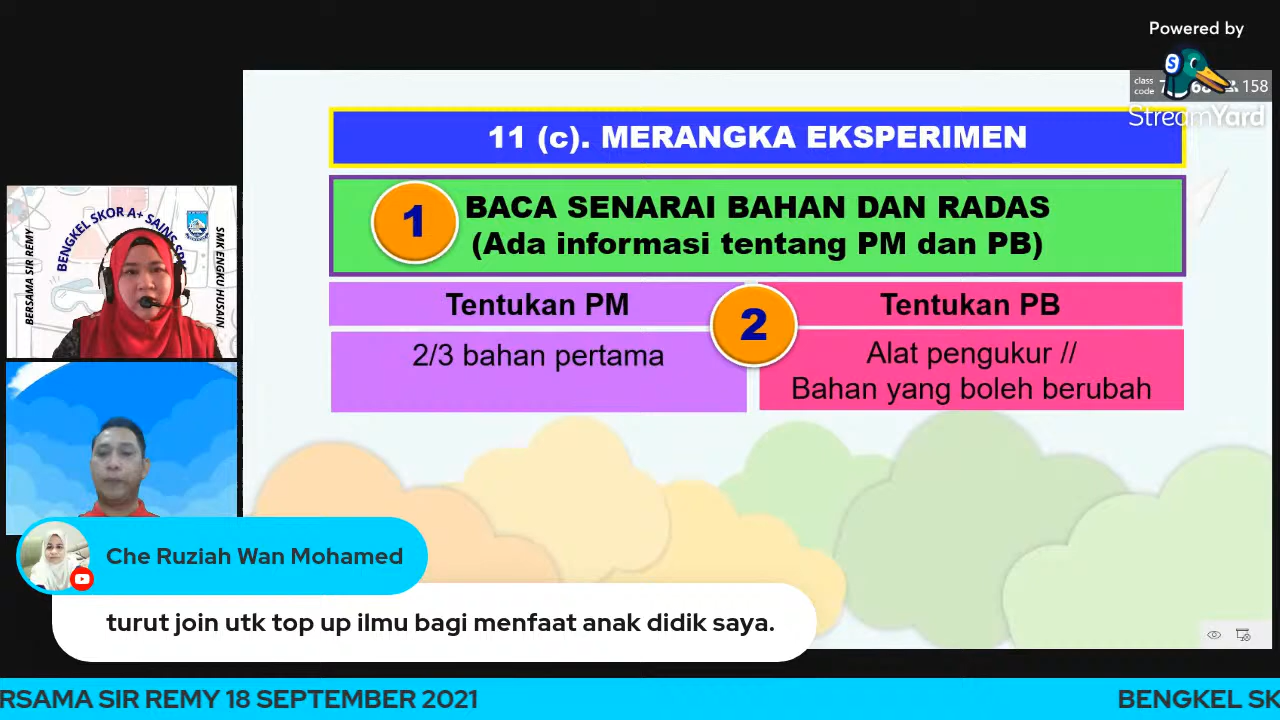 Powered by
StreamYard
class
code
158
11 (c). MERANGKA EKSPERIMEN
1
BACA SENARAI BAHAN DAN RADAS
(Ada informasi tentang PM dan PB)
Tentukan PM
2
Tentukan PB
2/3 bahan pertama
Alat pengukur //
Bahan yang boleh berubah
BENGKEL SKOR A+ SAINS SPM
BERSAMA SIR REMY
SMK ENGKU HUSAIN
Che Ruziah Wan Mohamed
turut join utk top up ilmu bagi menfaat anak didik saya.
RSAMA SIR REMY 18 SEPTEMBER 2021
BENGKEL SK